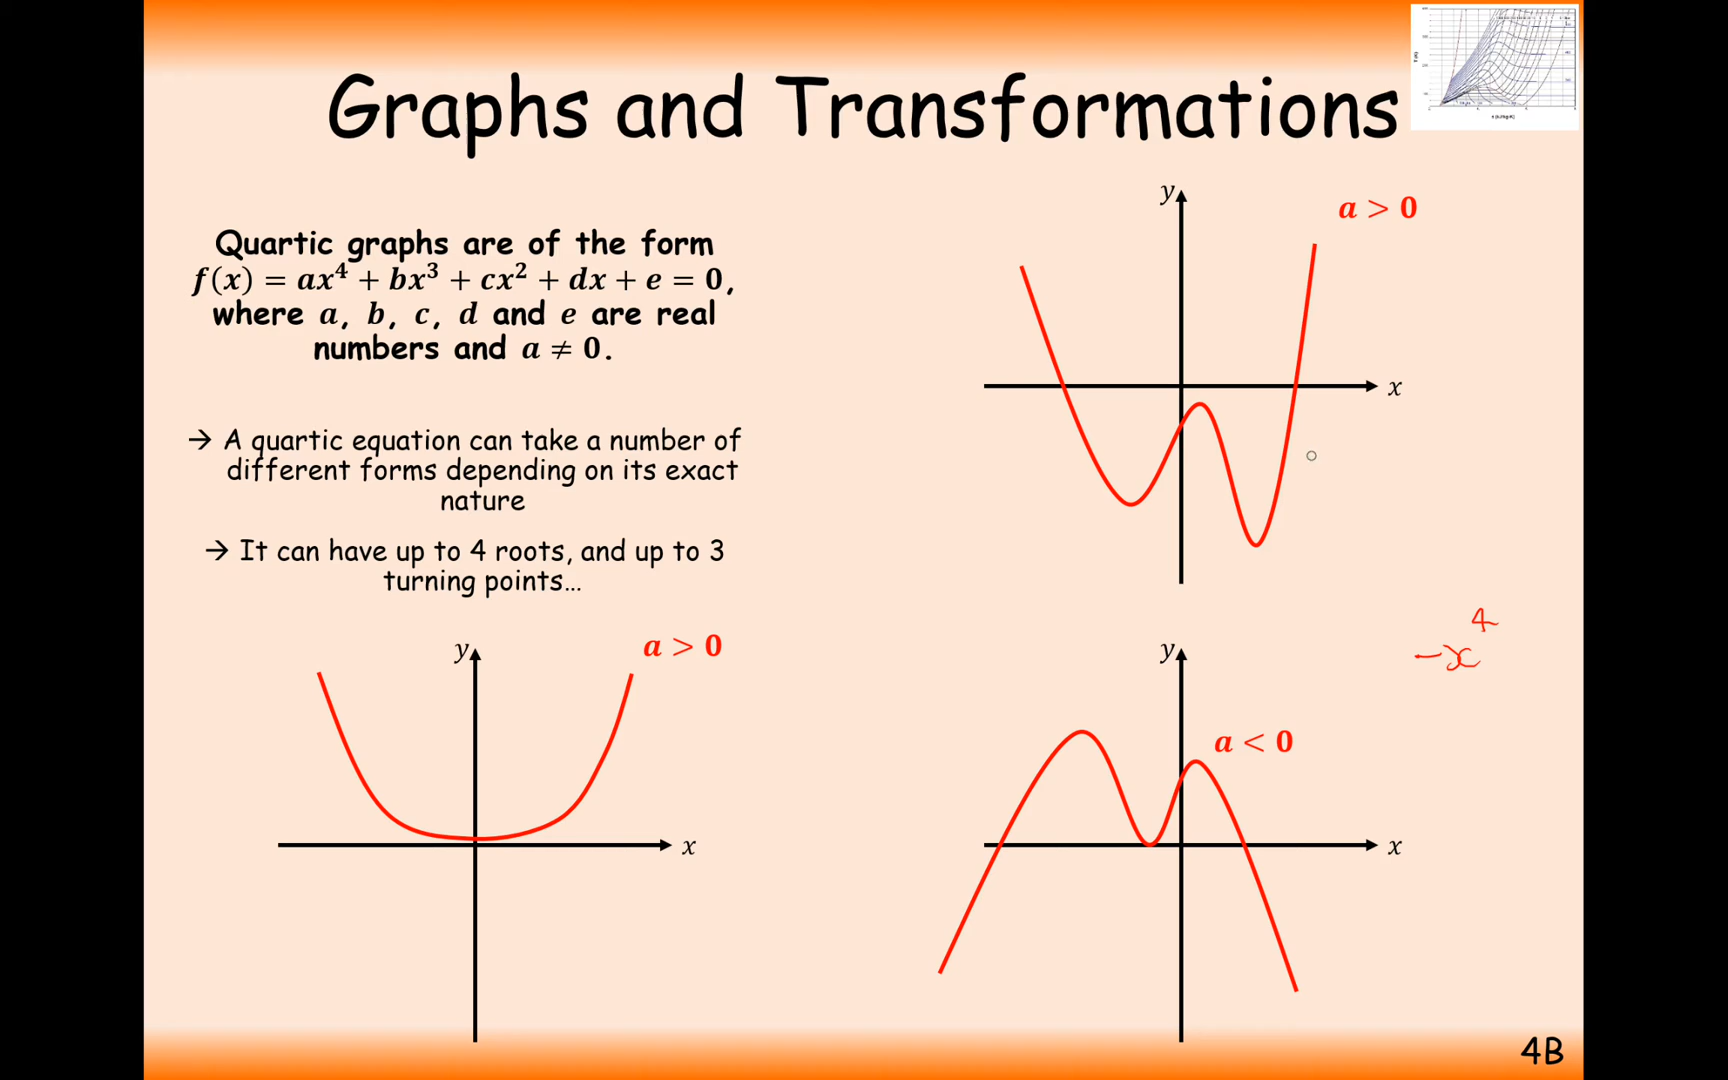 Graphs and Transformations
Quartic graphs are of the form
f(x) = ax⁴ + bx³ + cx² + dx + e = 0,
where a, b, c, d and e are real
numbers and a ≠ 0.
→ A quartic equation can take a number of
different forms depending on its exact
nature
→ It can have up to 4 roots, and up to 3
turning points...
y
a > 0
x
y
a > 0
x
y
a < 0
x
−x⁴
4B